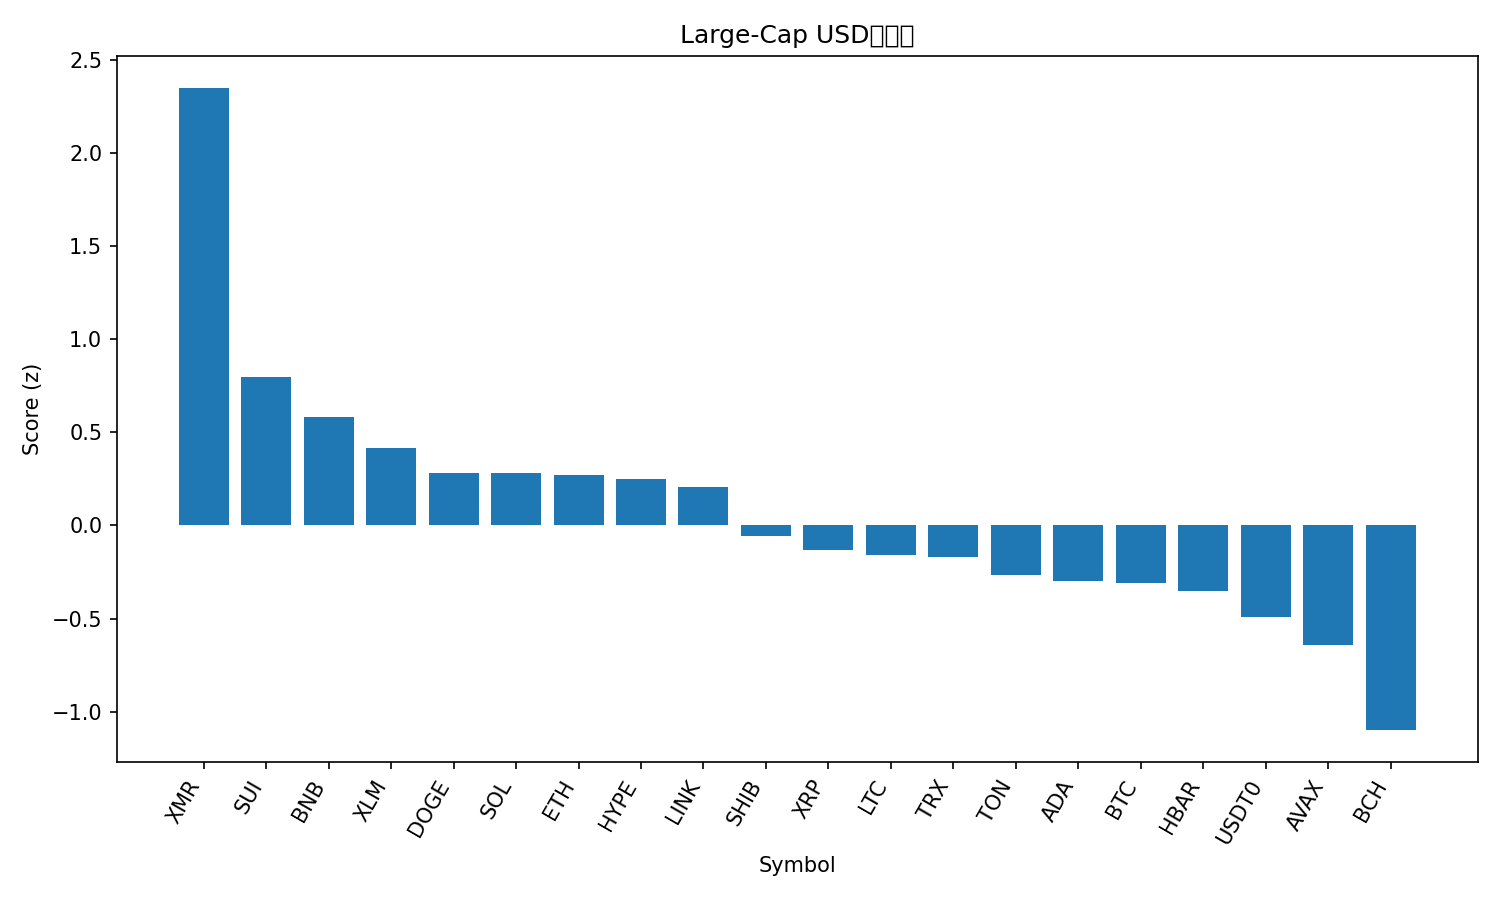 Large-Cap USD
2.5
2.0
1.5
1.0
0.5
0.0
−0.5
−1.0
Score (z)
XMR
SUI
BNB
XLM
DOGE
SOL
ETH
HYPE
LINK
SHIB
XRP
LTC
TRX
TON
ADA
BTC
HBAR
USDT0
AVAX
BCH
Symbol